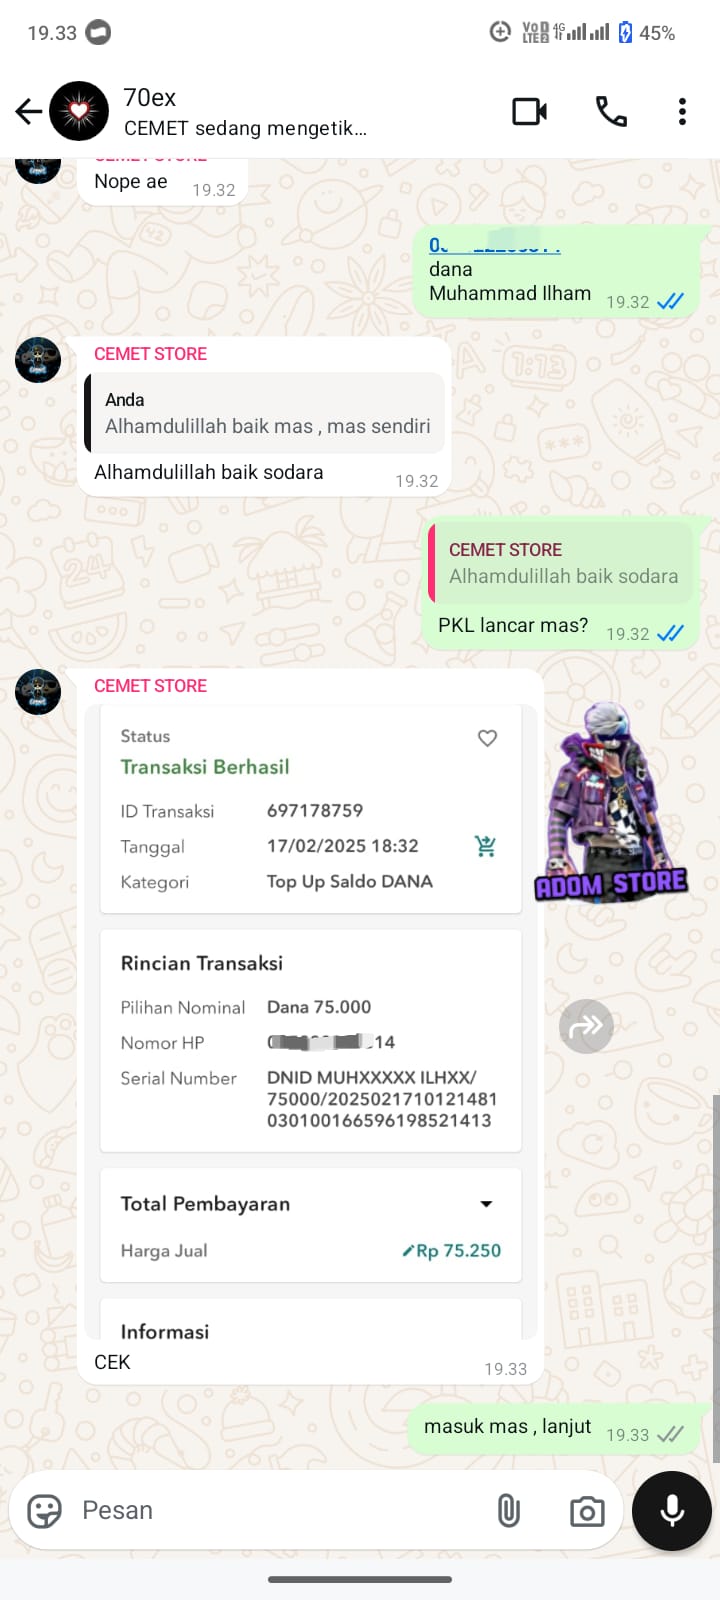 19.33
VoD
LTE2
4G
45%
70ex
CEMET sedang mengetik...
CEMET STORE
Nope ae
19.32
dana
Muhammad Ilham
19.32
CEMET STORE
Anda
Alhamdulillah baik mas , mas sendiri
Alhamdulillah baik sodara
19.32
CEMET STORE
Alhamdulillah baik sodara
PKL lancar mas?
19.32
CEMET STORE
Status
Transaksi Berhasil
ID Transaksi 697178759
Tanggal 17/02/2025 18:32
Kategori Top Up Saldo DANA
ADOM STORE
Rincian Transaksi
Pilihan Nominal Dana 75.000
Nomor HP 14
Serial Number DNID MUHXXXXX ILHXX/
75000/2025021710121481
030100166596198521413
Total Pembayaran
Harga Jual Rp 75.250
Informasi
CEK
19.33
masuk mas , lanjut
19.33
Pesan